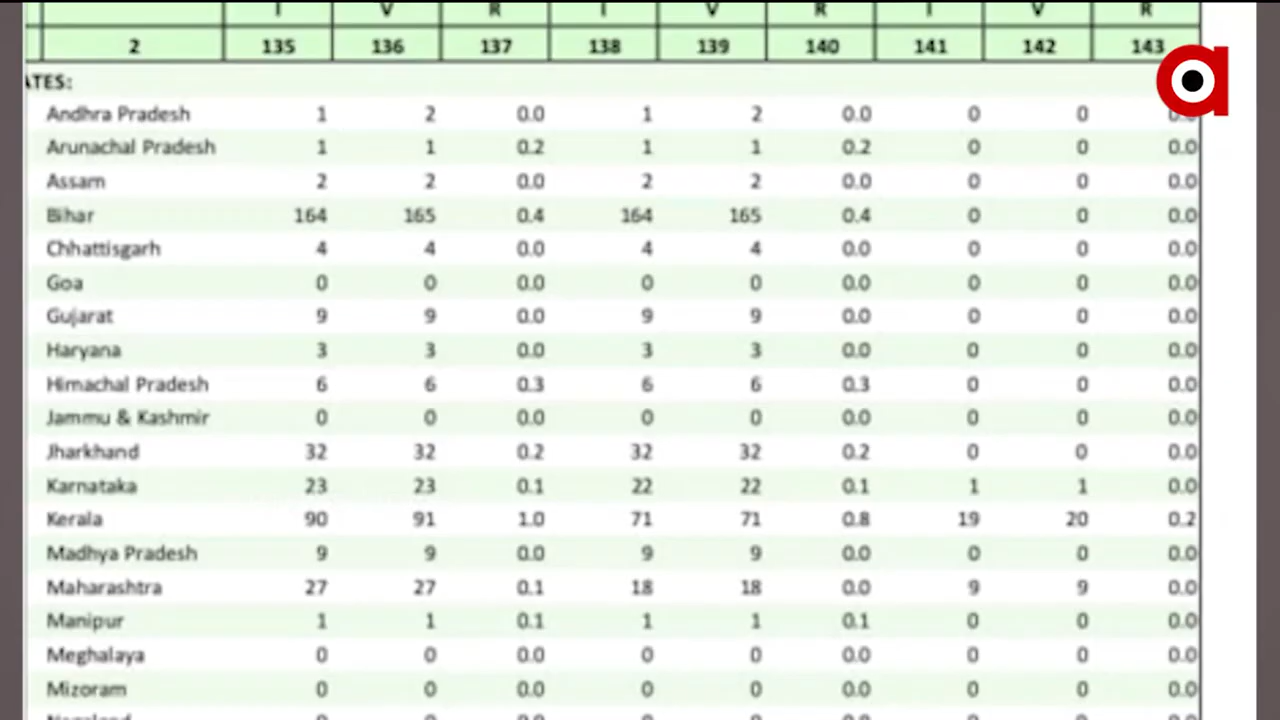 I V R I V R I V R
2 135 136 137 138 139 140 141 142 143
ATES:
Andhra Pradesh 1 2 0.0 1 2 0.0 0 0 0.0
Arunachal Pradesh 1 1 0.2 1 1 0.2 0 0 0.0
Assam 2 2 0.0 2 2 0.0 0 0 0.0
Bihar 164 165 0.4 164 165 0.4 0 0 0.0
Chhattisgarh 4 4 0.0 4 4 0.0 0 0 0.0
Goa 0 0 0.0 0 0 0.0 0 0 0.0
Gujarat 9 9 0.0 9 9 0.0 0 0 0.0
Haryana 3 3 0.0 3 3 0.0 0 0 0.0
Himachal Pradesh 6 6 0.3 6 6 0.3 0 0 0.0
Jammu & Kashmir 0 0 0.0 0 0 0.0 0 0 0.0
Jharkhand 32 32 0.2 32 32 0.2 0 0 0.0
Karnataka 23 23 0.1 22 22 0.1 1 1 0.0
Kerala 90 91 1.0 71 71 0.8 19 20 0.2
Madhya Pradesh 9 9 0.0 9 9 0.0 0 0 0.0
Maharashtra 27 27 0.1 18 18 0.0 9 9 0.0
Manipur 1 1 0.1 1 1 0.1 0 0 0.0
Meghalaya 0 0 0.0 0 0 0.0 0 0 0.0
Mizoram 0 0 0.0 0 0 0.0 0 0 0.0